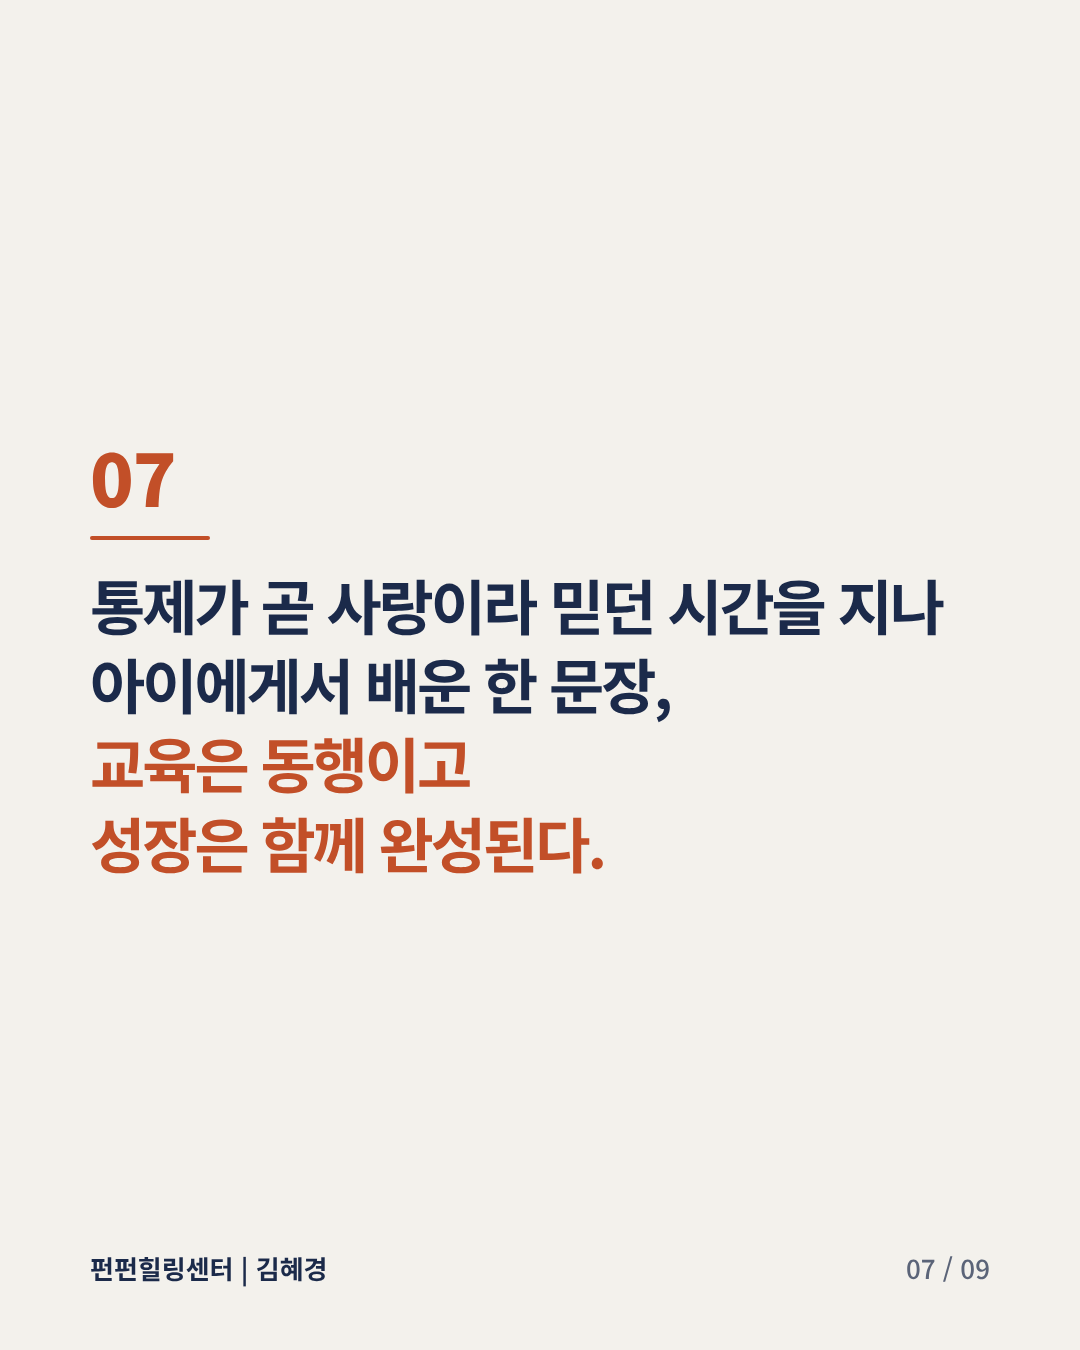 07
통제가 곧 사랑이라 믿던 시간을 지나
아이에게서 배운 한 문장,
교육은 동행이고
성장은 함께 완성된다.
펀펀힐링센터 | 김혜경
07 / 09